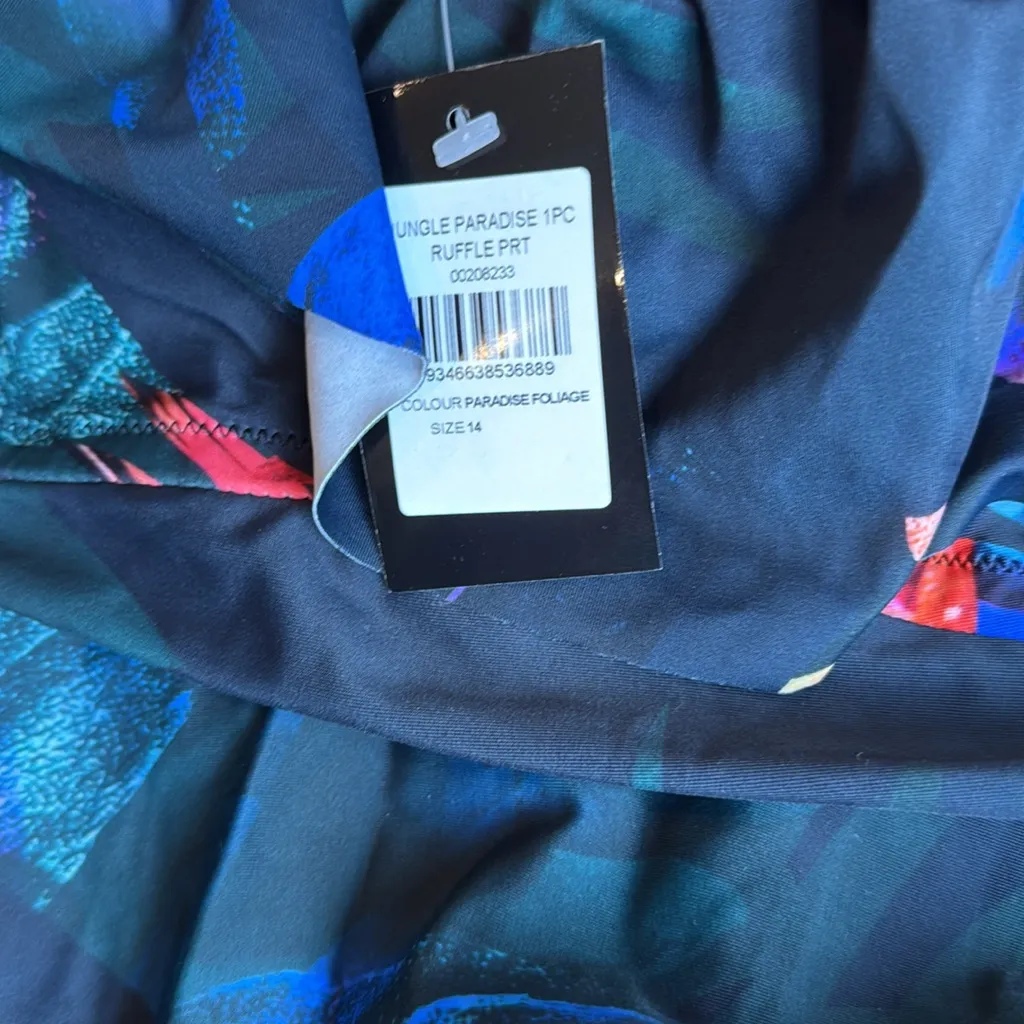 UNGLE PARADISE 1PC
RUFFLE PRT
00208233
9346638536889
COLOUR PARADISE FOLIAGE
SIZE 14